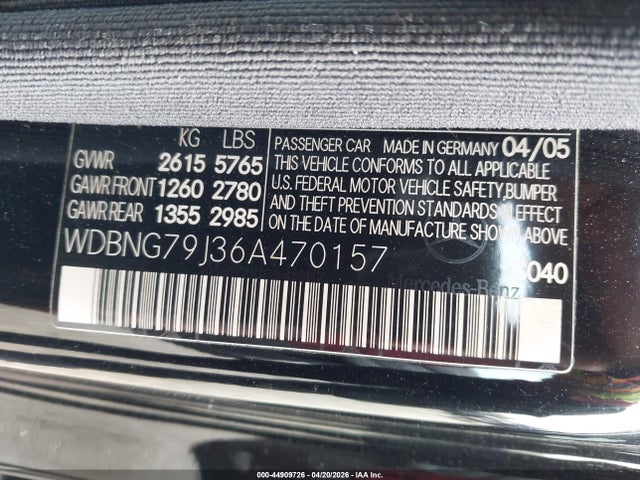 KG LBS
GVWR 2615 5765
GAWR FRONT 1260 2780
GAWR REAR 1355 2985
PASSENGER CAR MADE IN GERMANY 04/05
THIS VEHICLE CONFORMS TO ALL APPLICABLE
U.S. FEDERAL MOTOR VEHICLE SAFETY,BUMPER
AND THEFT PREVENTION STANDARDS IN EFFECT
ON THE DATE OF MANUFACTURE SHOWN ABOVE.
WDBNG79J36A470157
040
Mercedes-Benz
000-44909726 - 04/20/2026 - IAA Inc.